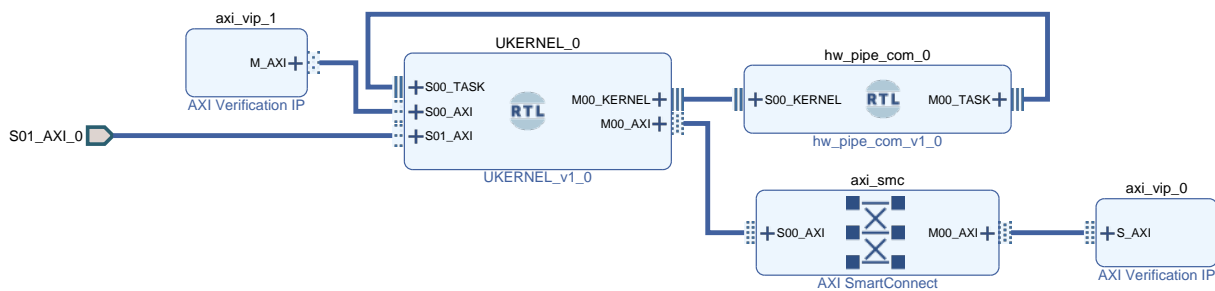 axi_vip_1
M_AXI
AXI Verification IP
S01_AXI_0
UKERNEL_0
S00_TASK
S00_AXI
S01_AXI
RTL
M00_KERNEL
M00_AXI
UKERNEL_v1_0
hw_pipe_com_0
S00_KERNEL
RTL
M00_TASK
hw_pipe_com_v1_0
axi_smc
S00_AXI
M00_AXI
AXI SmartConnect
axi_vip_0
S_AXI
AXI Verification IP